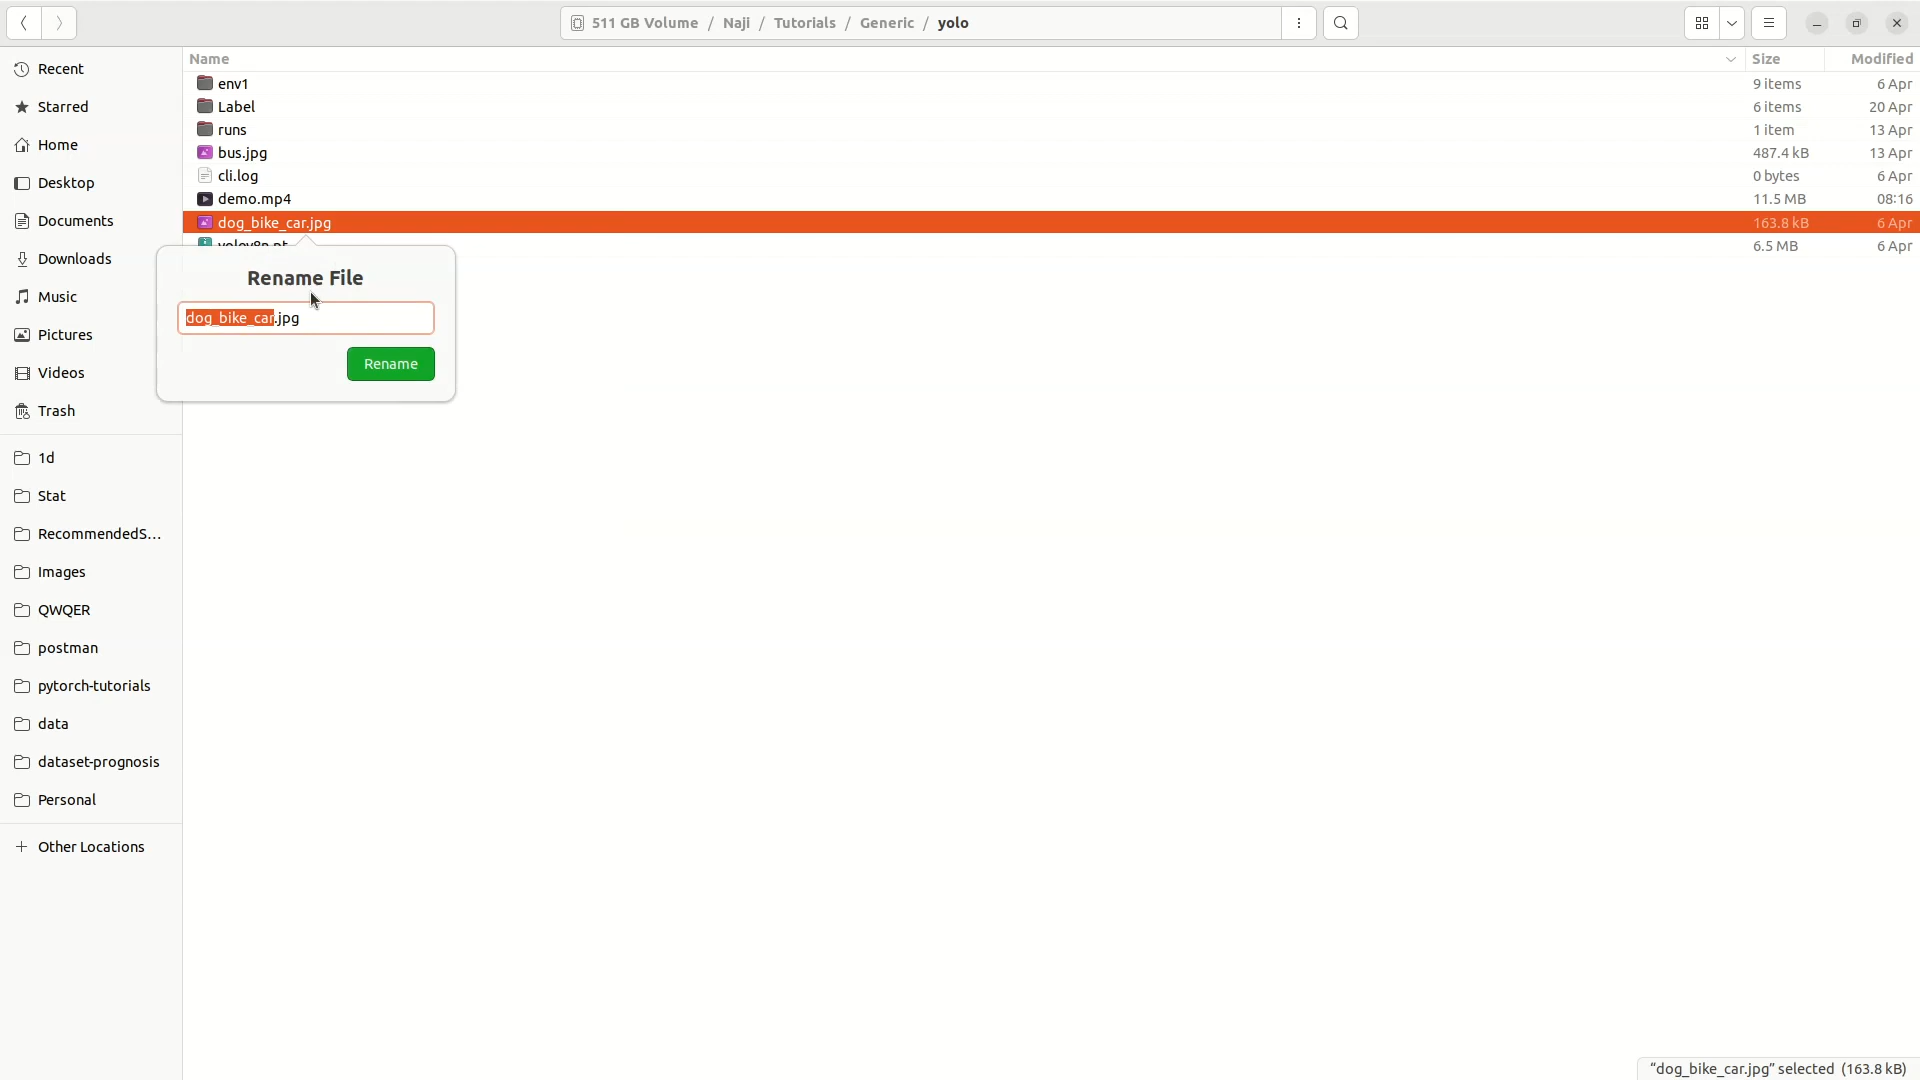 511 GB Volume / Naji / Tutorials / Generic / yolo
Recent
Starred
Home
Desktop
Documents
Downloads
Music
Pictures
Videos
Trash
1d
Stat
RecommendedS...
Images
QWQER
postman
pytorch-tutorials
data
dataset-prognosis
Personal
Other Locations
Name Size Modified
env1 9 items 6 Apr
Label 6 items 20 Apr
runs 1 item 13 Apr
bus.jpg 487.4 kB 13 Apr
cli.log 0 bytes 6 Apr
demo.mp4 11.5 MB 08:16
dog_bike_car.jpg 163.8 kB 6 Apr
yolov8n.pt 6.5 MB 6 Apr
Rename File
dog_bike_car.jpg
Rename
“dog_bike_car.jpg” selected (163.8 kB)